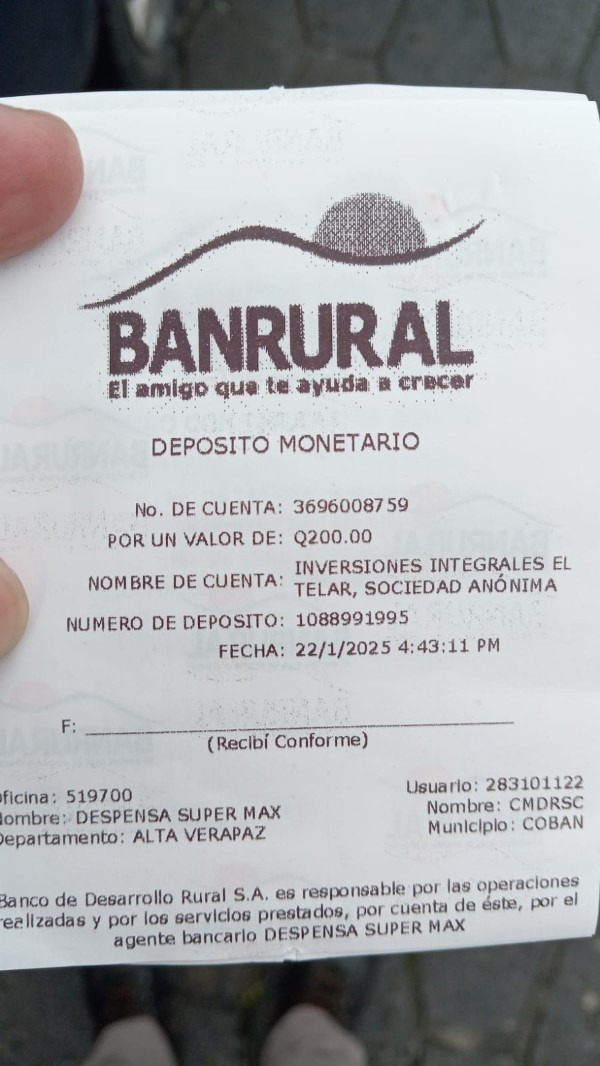 BANRURAL
El amigo que te ayuda a crecer
DEPOSITO MONETARIO
No. DE CUENTA: 3696008759
POR UN VALOR DE: Q200.00
NOMBRE DE CUENTA: INVERSIONES INTEGRALES EL
TELAR, SOCIEDAD ANÓNIMA
NUMERO DE DEPOSITO: 1088991995
FECHA: 22/1/2025 4:43:11 PM
F:
(Recibí Conforme)
Oficina: 519700
Nombre: DESPENSA SUPER MAX
Departamento: ALTA VERAPAZ
Usuario: 283101122
Nombre: CMDRSC
Municipio: COBAN
Banco de Desarrollo Rural S.A. es responsable por las operaciones
realizadas y por los servicios prestados, por cuenta de éste, por el
agente bancario DESPENSA SUPER MAX